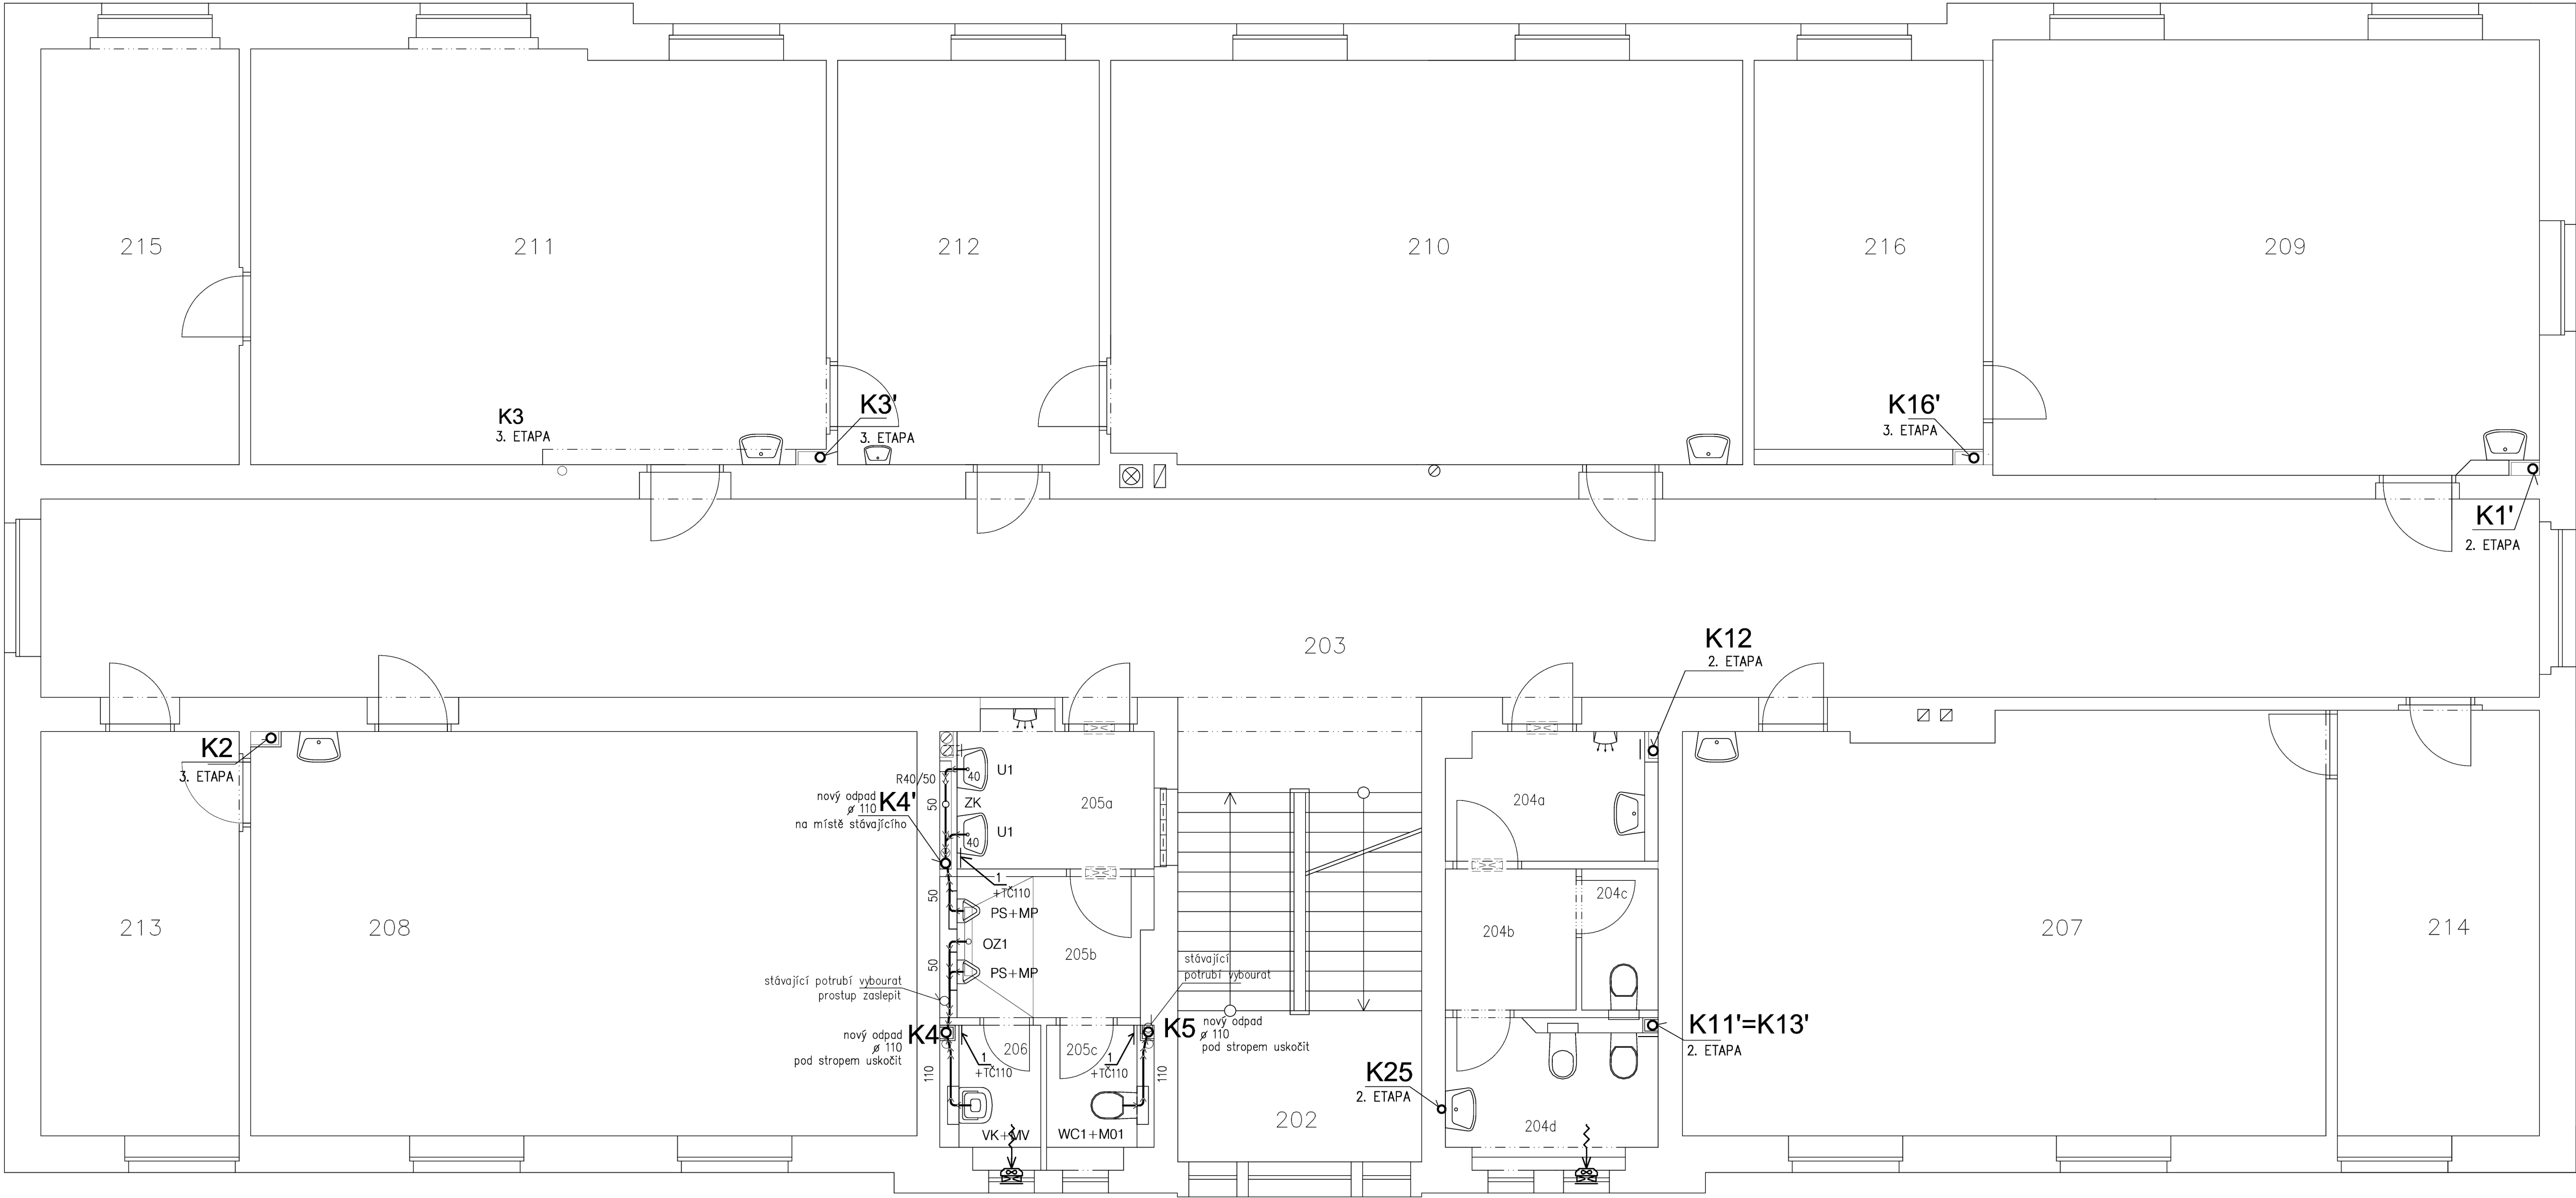 215
211
212
210
216
209
K3
3. ETAPA
K3'
3. ETAPA
K16'
3. ETAPA
K1'
2. ETAPA
203
K12
2. ETAPA
K2
3. ETAPA
R40/50
40
U1
nový odpad
ø 110
K4'
na místě stávajícího
50
ZK
205a
40
U1
204a
1
+TČ110
50
PS+MP
204c
213
208
OZ1
205b
204b
207
214
50
PS+MP
stávající potrubí vybourat
prostup zaslepit
stávající
potrubí vybourat
nový odpad
ø 110
pod stropem uskočit
K4
206
205c
K5
nový odpad
ø 110
pod stropem uskočit
K11'=K13'
2. ETAPA
110
1
+TČ110
1
+TČ110
110
K25
2. ETAPA
202
VK+MV
WC1+M01
204d